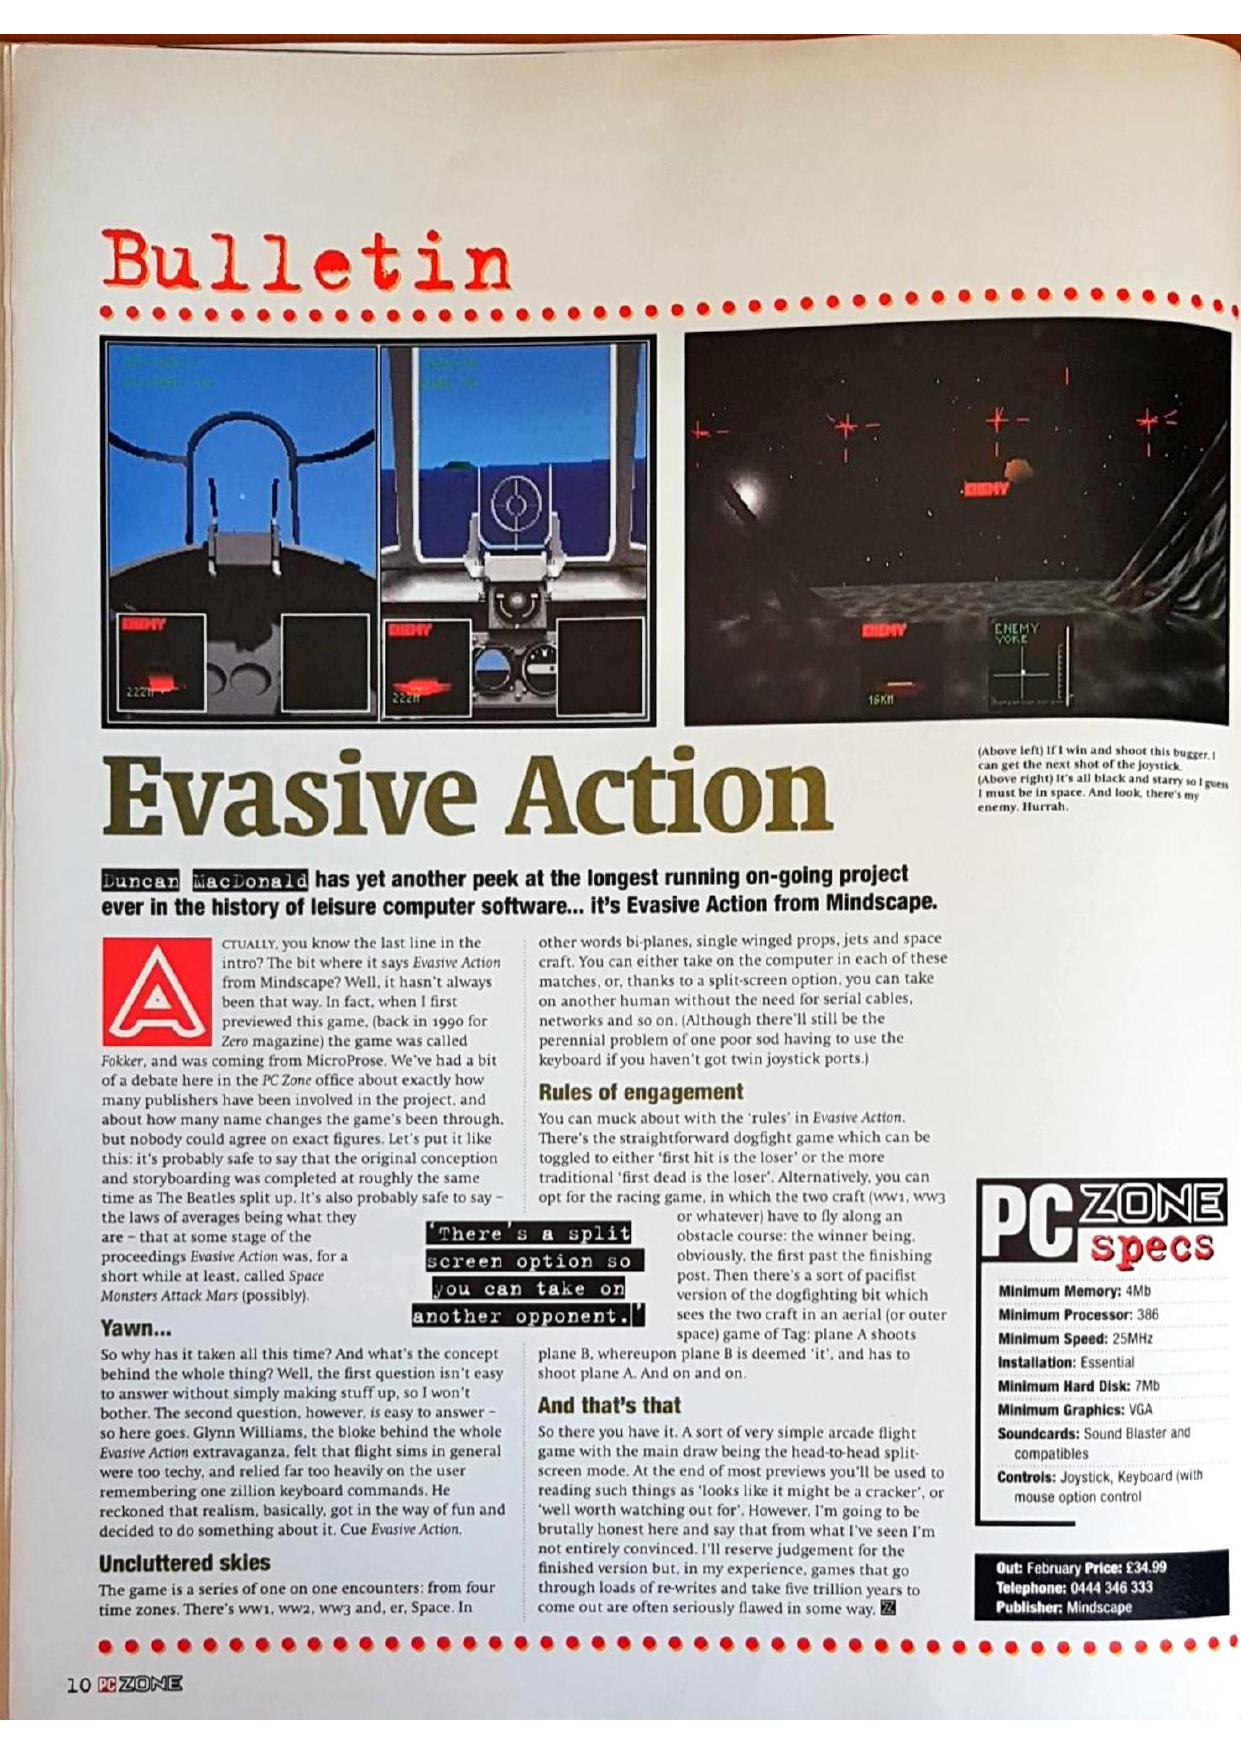 Bulletin
ENEMY
222M
ENEMY
222M
ENEMY
ENEMY
16KM
ENEMY
YOKE
(Above left) If I win and shoot this bugger, I
can get the next shot of the joystick.
(Above right) It's all black and starry so I guess
I must be in space. And look, there's my
enemy. Hurrah.
Evasive Action
Duncan MacDonald has yet another peek at the longest running on-going project
ever in the history of leisure computer software... it's Evasive Action from Mindscape.
ACTUALLY, you know the last line in the
intro? The bit where it says Evasive Action
from Mindscape? Well, it hasn't always
been that way. In fact, when I first
previewed this game, (back in 1990 for
Zero magazine) the game was called
Fokker, and was coming from MicroProse. We've had a bit
of a debate here in the PC Zone office about exactly how
many publishers have been involved in the project, and
about how many name changes the game's been through,
but nobody could agree on exact figures. Let's put it like
this: it's probably safe to say that the original conception
and storyboarding was completed at roughly the same
time as The Beatles split up. It's also probably safe to say –
the laws of averages being what they
are – that at some stage of the
proceedings Evasive Action was, for a
short while at least, called Space
Monsters Attack Mars (possibly).
Yawn...
So why has it taken all this time? And what's the concept
behind the whole thing? Well, the first question isn't easy
to answer without simply making stuff up, so I won't
bother. The second question, however, is easy to answer –
so here goes. Glynn Williams, the bloke behind the whole
Evasive Action extravaganza, felt that flight sims in general
were too techy, and relied far too heavily on the user
remembering one zillion keyboard commands. He
reckoned that realism, basically, got in the way of fun and
decided to do something about it. Cue Evasive Action.
Uncluttered skies
The game is a series of one on one encounters: from four
time zones. There's WW1, WW2, WW3 and, er, Space. In
other words bi-planes, single winged props, jets and space
craft. You can either take on the computer in each of these
matches, or, thanks to a split-screen option, you can take
on another human without the need for serial cables,
networks and so on. (Although there'll still be the
perennial problem of one poor sod having to use the
keyboard if you haven't got twin joystick ports.)
Rules of engagement
You can muck about with the 'rules' in Evasive Action.
There's the straightforward dogfight game which can be
toggled to either 'first hit is the loser' or the more
traditional 'first dead is the loser'. Alternatively, you can
opt for the racing game, in which the two craft (WW1, WW3
or whatever) have to fly along an
obstacle course: the winner being,
obviously, the first past the finishing
post. Then there's a sort of pacifist
version of the dogfighting bit which
sees the two craft in an aerial (or outer
space) game of Tag: plane A shoots
plane B, whereupon plane B is deemed 'it', and has to
shoot plane A. And on and on.
'There's a split
screen option so
you can take on
another opponent.'
And that's that
So there you have it. A sort of very simple arcade flight
game with the main draw being the head-to-head split-
screen mode. At the end of most previews you'll be used to
reading such things as 'looks like it might be a cracker', or
'well worth watching out for'. However, I'm going to be
brutally honest here and say that from what I've seen I'm
not entirely convinced. I'll reserve judgement for the
finished version but, in my experience, games that go
through loads of re-writes and take five trillion years to
come out are often seriously flawed in some way. Z
PC ZONE
specs
Minimum Memory: 4Mb
Minimum Processor: 386
Minimum Speed: 25MHz
Installation: Essential
Minimum Hard Disk: 7Mb
Minimum Graphics: VGA
Soundcards: Sound Blaster and
compatibles
Controls: Joystick, Keyboard (with
mouse option control
Out: February Price: £34.99
Telephone: 0444 346 333
Publisher: Mindscape
10 PC ZONE